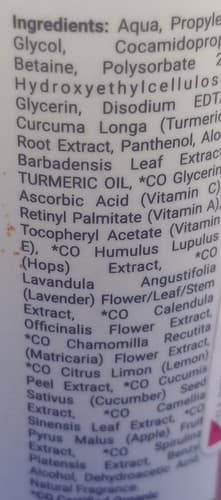 Ingredients: Aqua, Propyle
Glycol, Cocamidoprop
Betaine, Polysorbate 2
Hydroxyethylcellulos
Glycerin, Disodium EDT
Curcuma Longa (Turmeric
Root Extract, Panthenol, Alo
Barbadensis Leaf Extrac
TURMERIC OIL, *CO Glycerin
Ascorbic Acid (Vitamin C)
Retinyl Palmitate (Vitamin A),
Tocopheryl Acetate (Vitamin
E), *CO Humulus Lupulus
(Hops) Extract, *CO
Lavandula Angustifolia
(Lavender) Flower/Leaf/Stem
Extract, *CO Calendula
Officinalis Flower Extract,
*CO Chamomilla Recutita
(Matricaria) Flower Extract,
*CO Citrus Limon (Lemon)
Peel Extract, *CO Cucumis
Sativus (Cucumber) Seed
Extract, *CO Camellia
Sinensis Leaf Extract, *CO
Pyrus Malus (Apple) Fruit
Extract, *CO Spirulina
Platensis Extract, Benzyl
Alcohol, Dehydroacetic Acid,
Natural Fragrance.